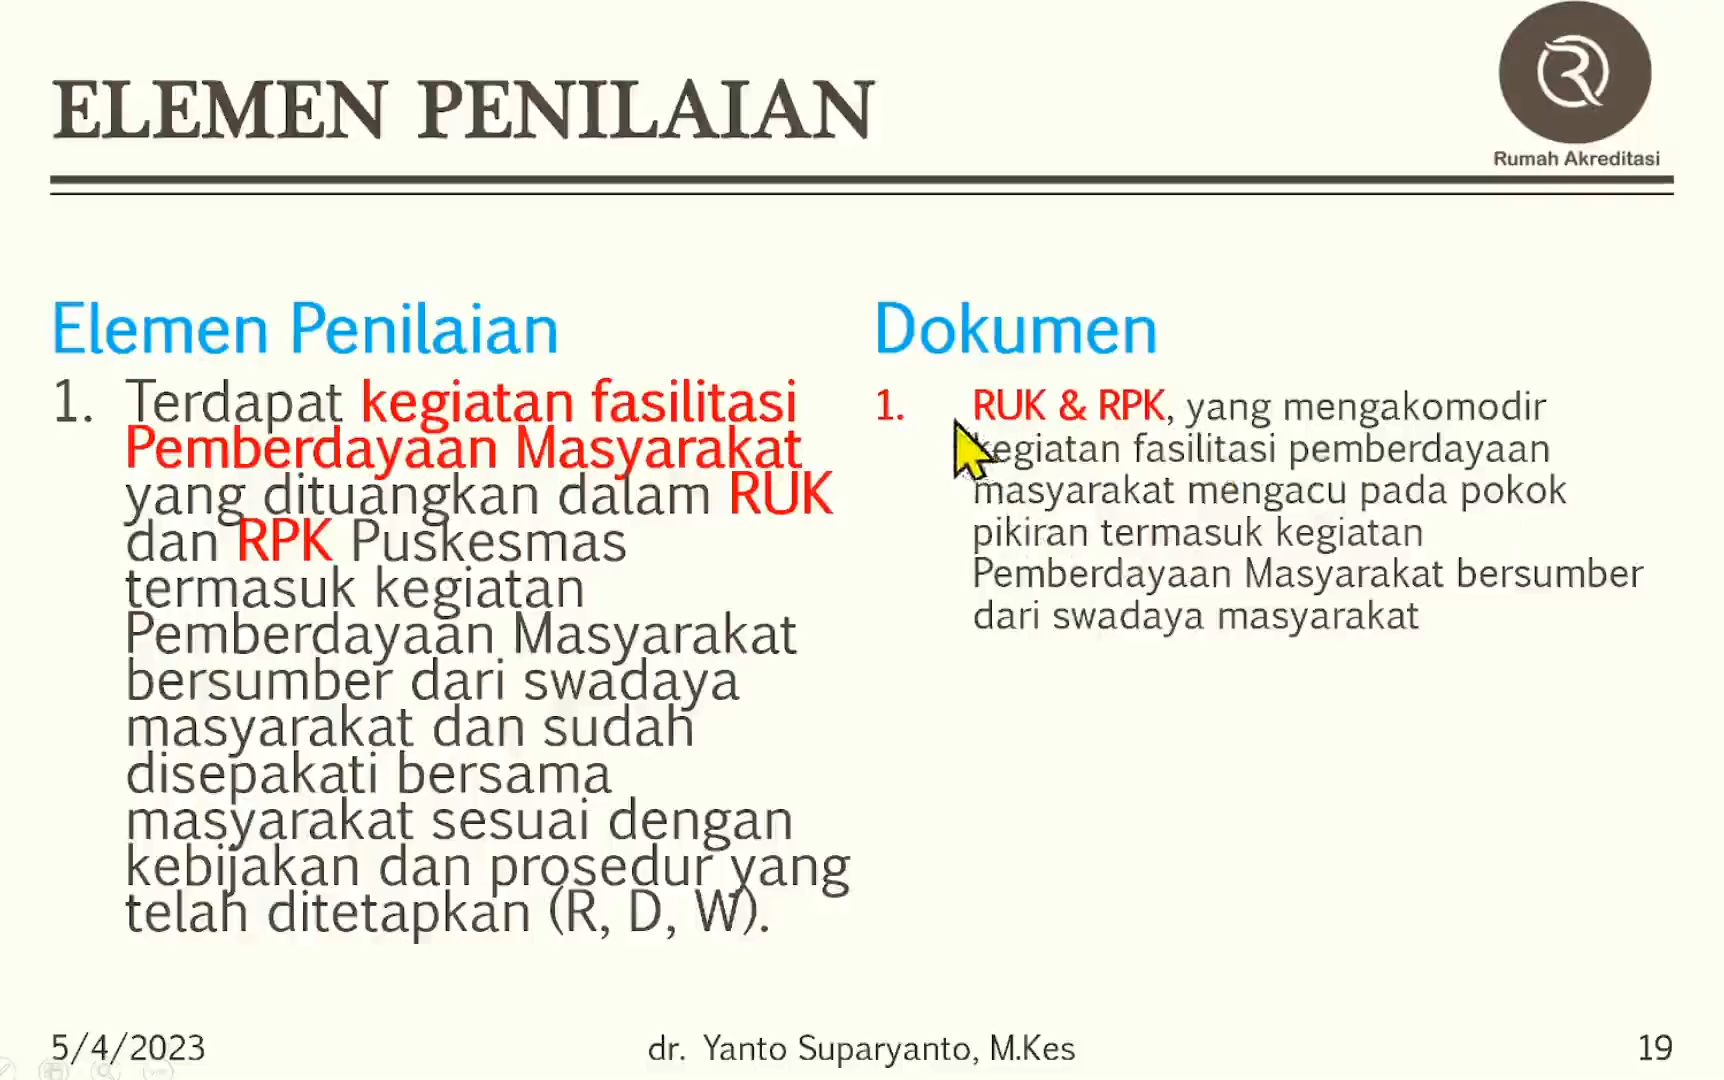 ELEMEN PENILAIAN
Rumah Akreditasi
Elemen Penilaian
1. Terdapat kegiatan fasilitasi
Pemberdayaan Masyarakat
yang dituangkan dalam RUK
dan RPK Puskesmas
termasuk kegiatan
Pemberdayaan Masyarakat
bersumber dari swadaya
masyarakat dan sudah
disepakati bersama
masyarakat sesuai dengan
kebijakan dan prosedur yang
telah ditetapkan (R, D, W).
Dokumen
1. RUK & RPK, yang mengakomodir
kegiatan fasilitasi pemberdayaan
masyarakat mengacu pada pokok
pikiran termasuk kegiatan
Pemberdayaan Masyarakat bersumber
dari swadaya masyarakat
5/4/2023
dr. Yanto Suparyanto, M.Kes
19